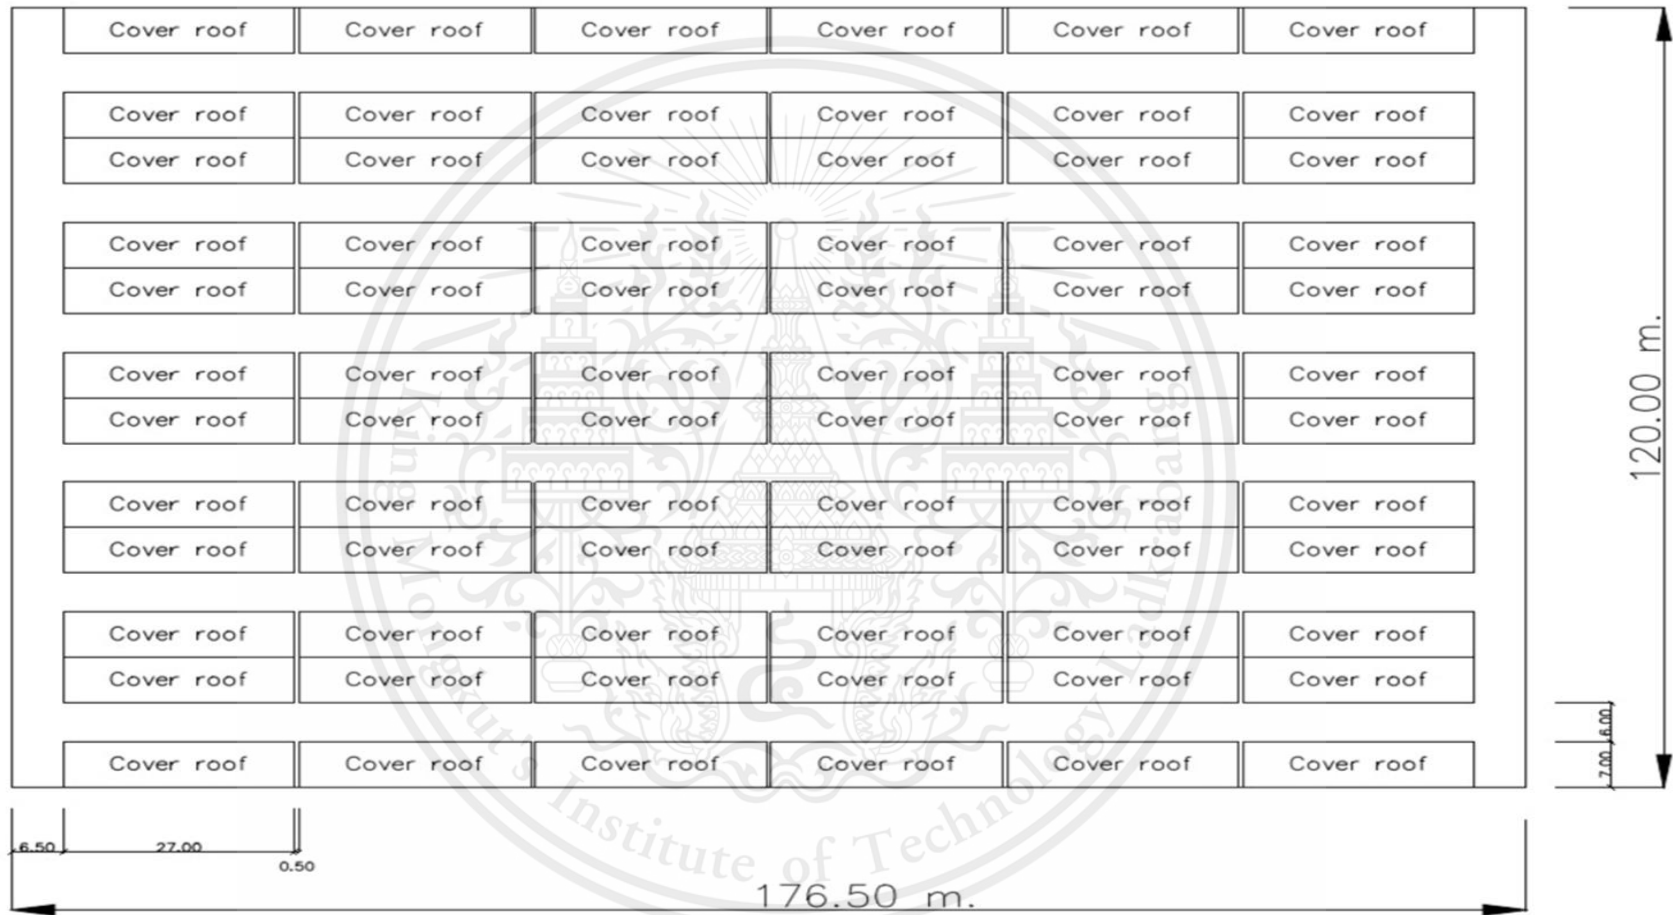 Cover roof Cover roof Cover roof Cover roof Cover roof Cover roof
Cover roof Cover roof Cover roof Cover roof Cover roof Cover roof
Cover roof Cover roof Cover roof Cover roof Cover roof Cover roof
Cover roof Cover roof Cover roof Cover roof Cover roof Cover roof
Cover roof Cover roof Cover roof Cover roof Cover roof Cover roof
Cover roof Cover roof Cover roof Cover roof Cover roof Cover roof
Cover roof Cover roof Cover roof Cover roof Cover roof Cover roof
Cover roof Cover roof Cover roof Cover roof Cover roof Cover roof
Cover roof Cover roof Cover roof Cover roof Cover roof Cover roof
Cover roof Cover roof Cover roof Cover roof Cover roof Cover roof
Cover roof Cover roof Cover roof Cover roof Cover roof Cover roof
Cover roof Cover roof Cover roof Cover roof Cover roof Cover roof
120.00 m.
6.00
7.00
6.50 27.00
0.50
176.50 m.
King Mongkut's Institute of Technology Ladkrabang